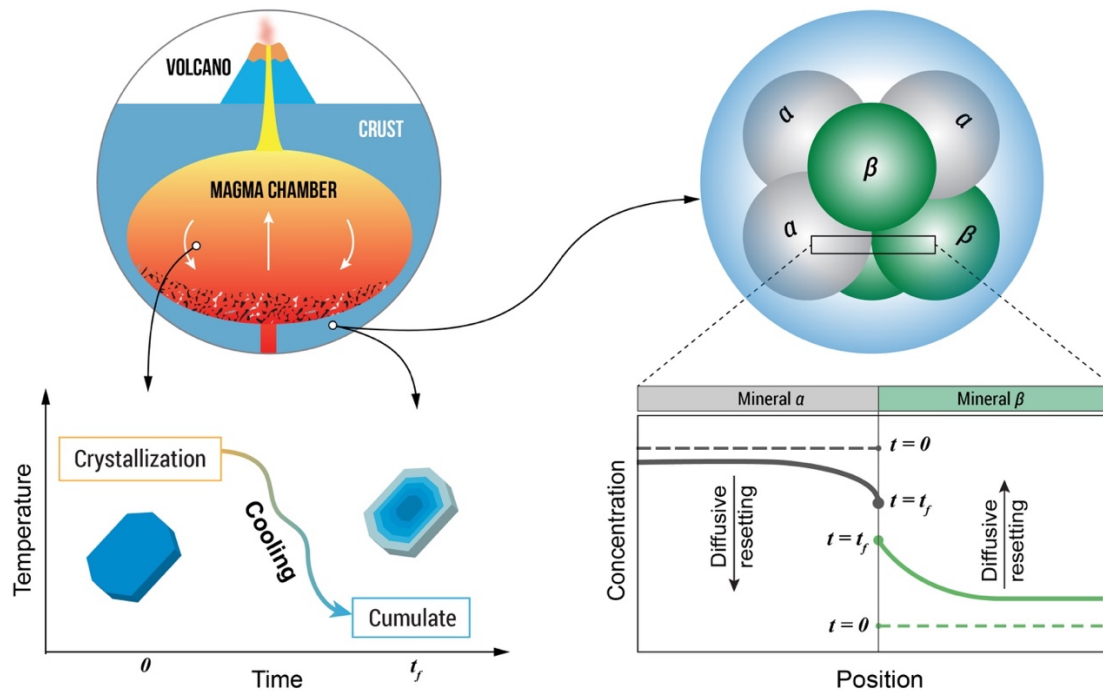 VOLCANO
CRUST
MAGMA CHAMBER
α
α
β
α
β
Temperature
Crystallization
Cooling
Cumulate
0
t_f
Time
Mineral α
Mineral β
Concentration
t = 0
t = t_f
t = t_f
t = 0
Diffusive
resetting
Diffusive
resetting
Position